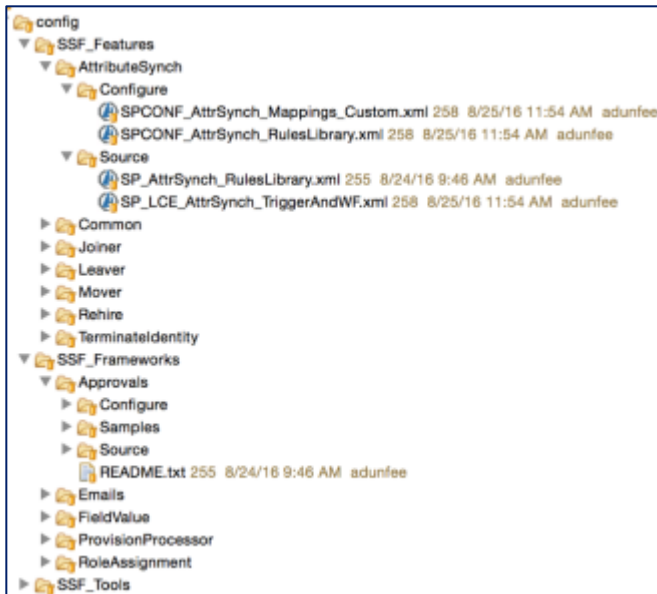 config
SSF_Features
AttributeSynch
Configure
SPCONF_AttrSynch_Mappings_Custom.xml 258 8/25/16 11:54 AM adunfee
SPCONF_AttrSynch_RulesLibrary.xml 258 8/25/16 11:54 AM adunfee
Source
SP_AttrSynch_RulesLibrary.xml 255 8/24/16 9:46 AM adunfee
SP_LCE_AttrSynch_TriggerAndWF.xml 258 8/25/16 11:54 AM adunfee
Common
Joiner
Leaver
Mover
Rehire
TerminateIdentity
SSF_Frameworks
Approvals
Configure
Samples
Source
README.txt 255 8/24/16 9:46 AM adunfee
Emails
FieldValue
ProvisionProcessor
RoleAssignment
SSF_Tools